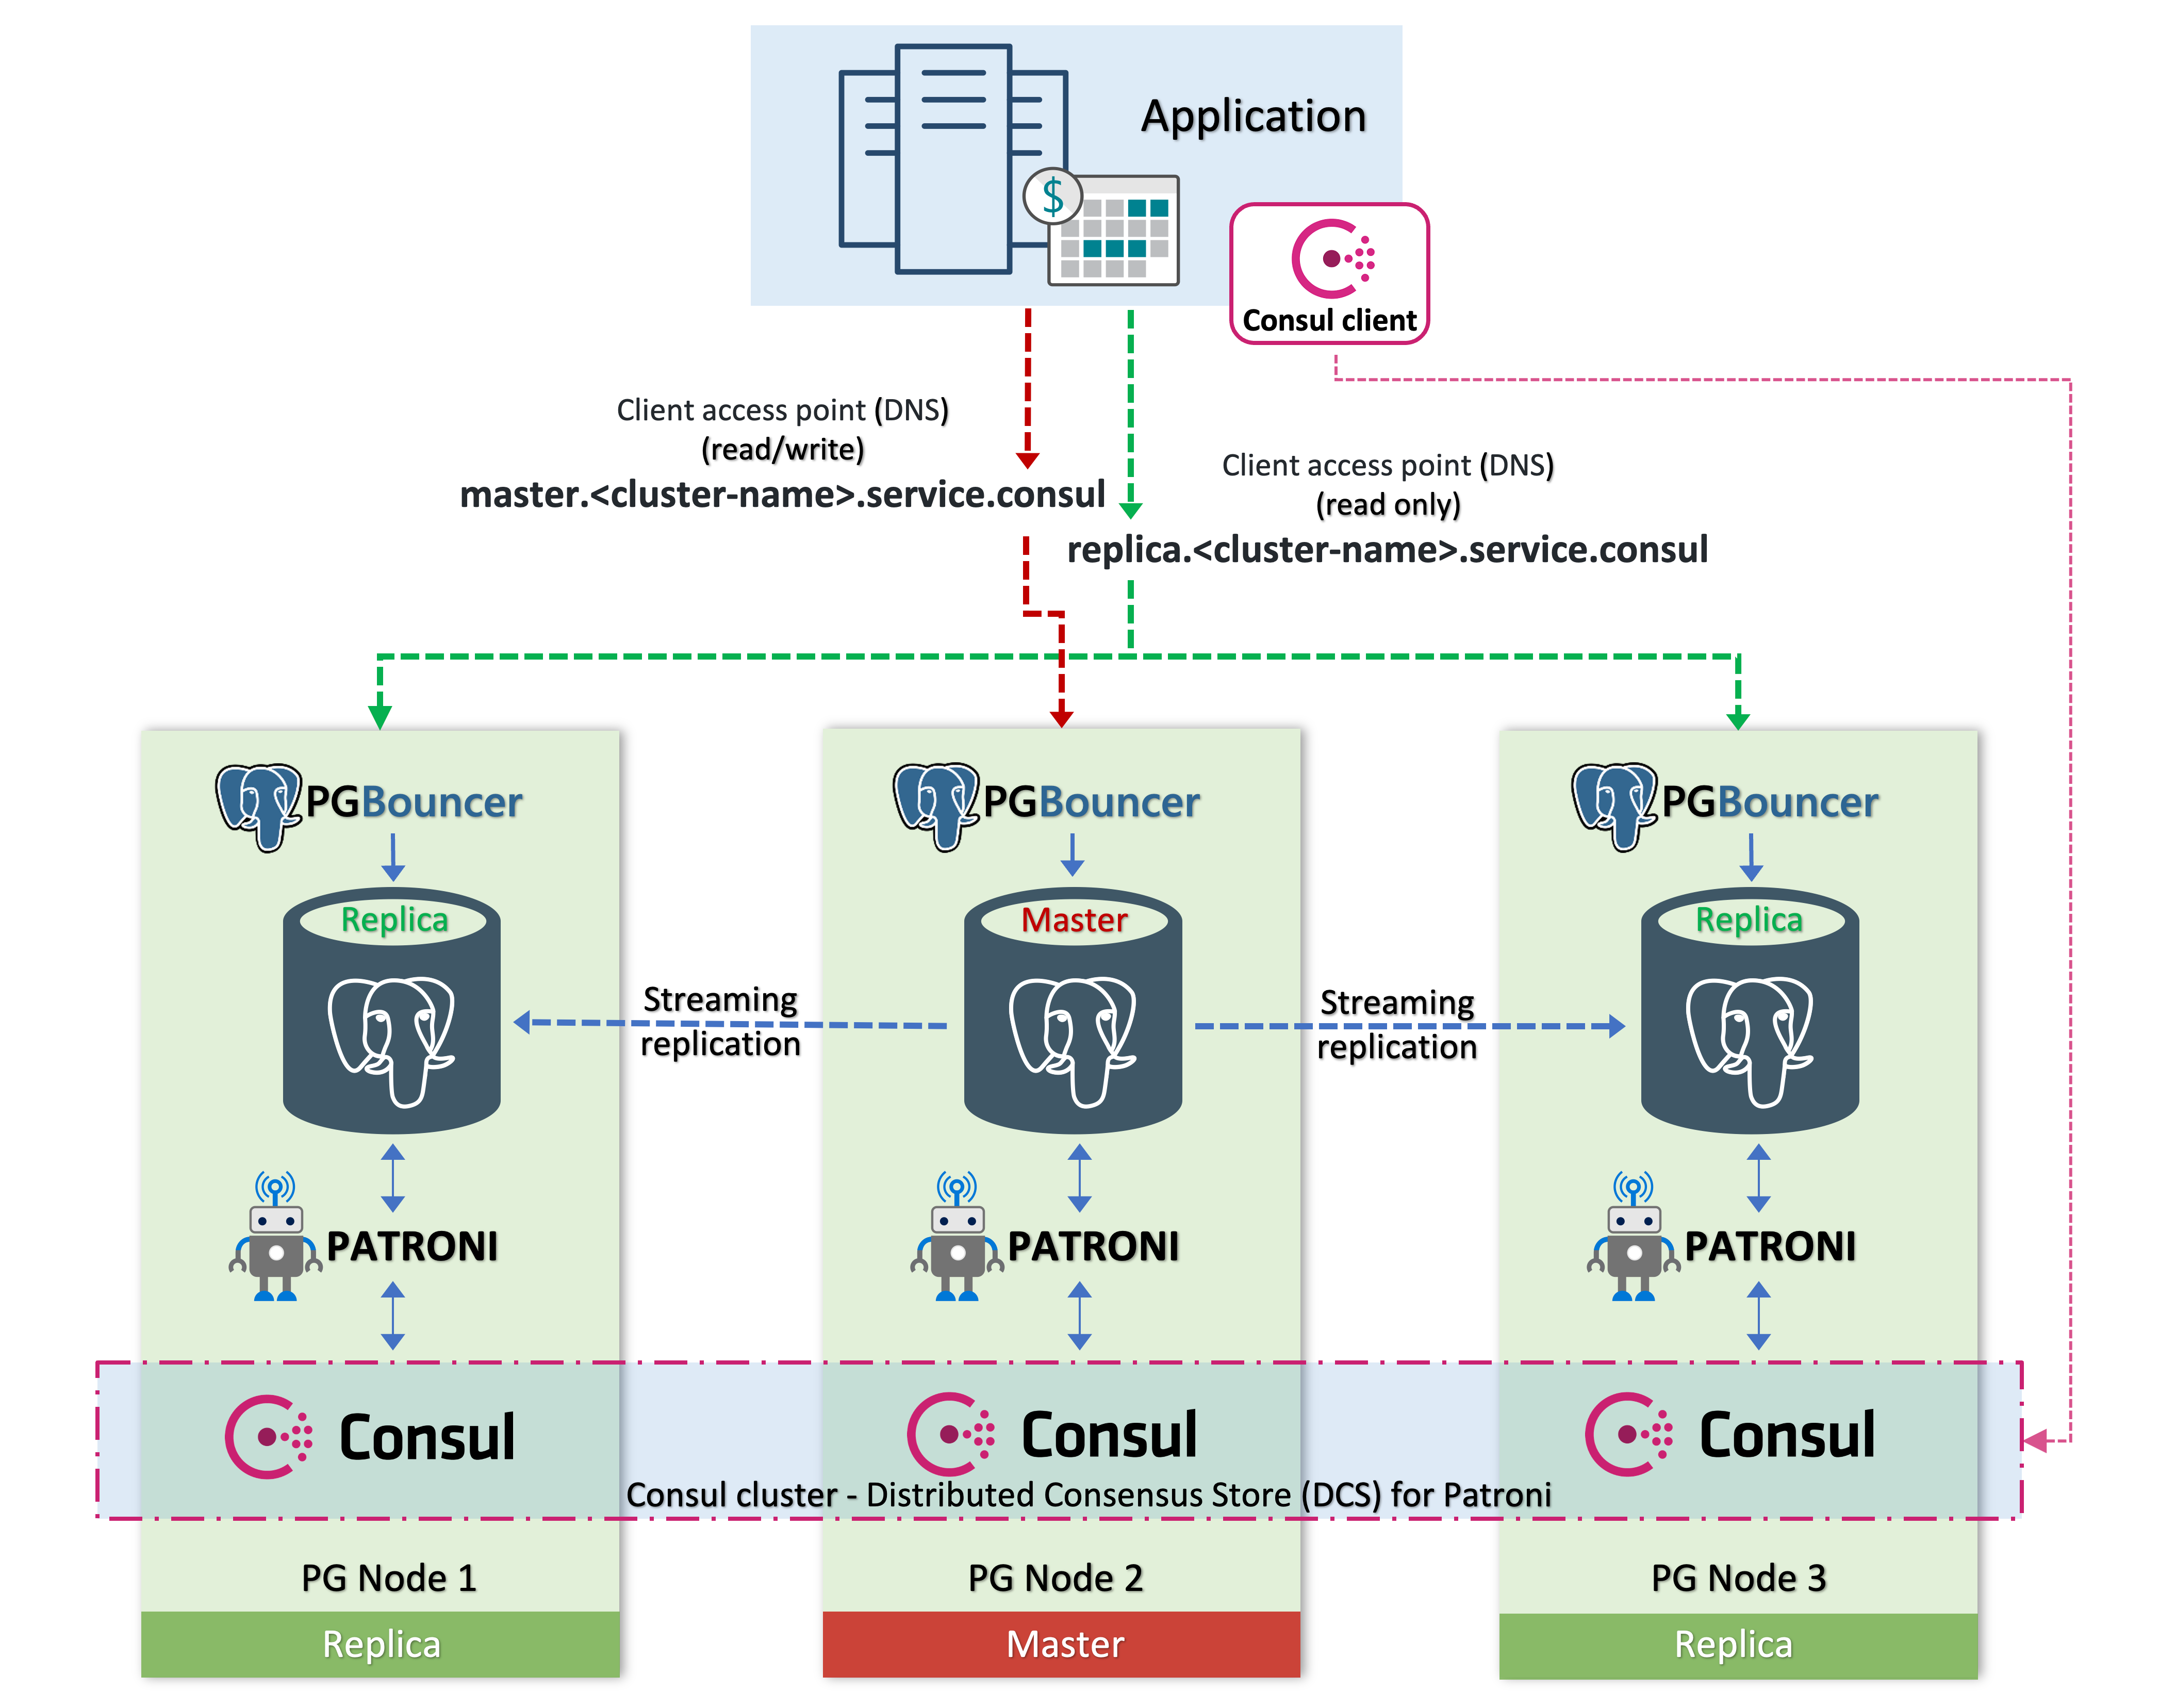 Application
$
Consul client
Client access point (DNS)
(read/write)
master.<cluster-name>.service.consul
Client access point (DNS)
(read only)
replica.<cluster-name>.service.consul
PGBouncer
PGBouncer
PGBouncer
Replica
Master
Replica
Streaming
replication
Streaming
replication
PATRONI
PATRONI
PATRONI
Consul
Consul
Consul
Consul cluster - Distributed Consensus Store (DCS) for Patroni
PG Node 1
PG Node 2
PG Node 3
Replica
Master
Replica